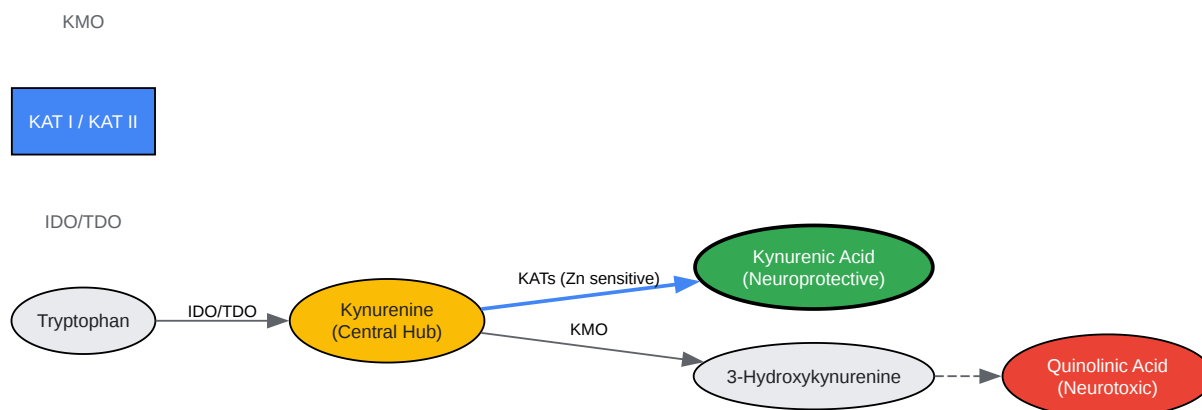 KMO
KAT I / KAT II
IDO/TDO
Tryptophan
IDO/TDO
Kynurenine
(Central Hub)
KATs (Zn sensitive)
Kynurenic Acid
(Neuroprotective)
KMO
3-Hydroxykynurenine
Quinolinic Acid
(Neurotoxic)